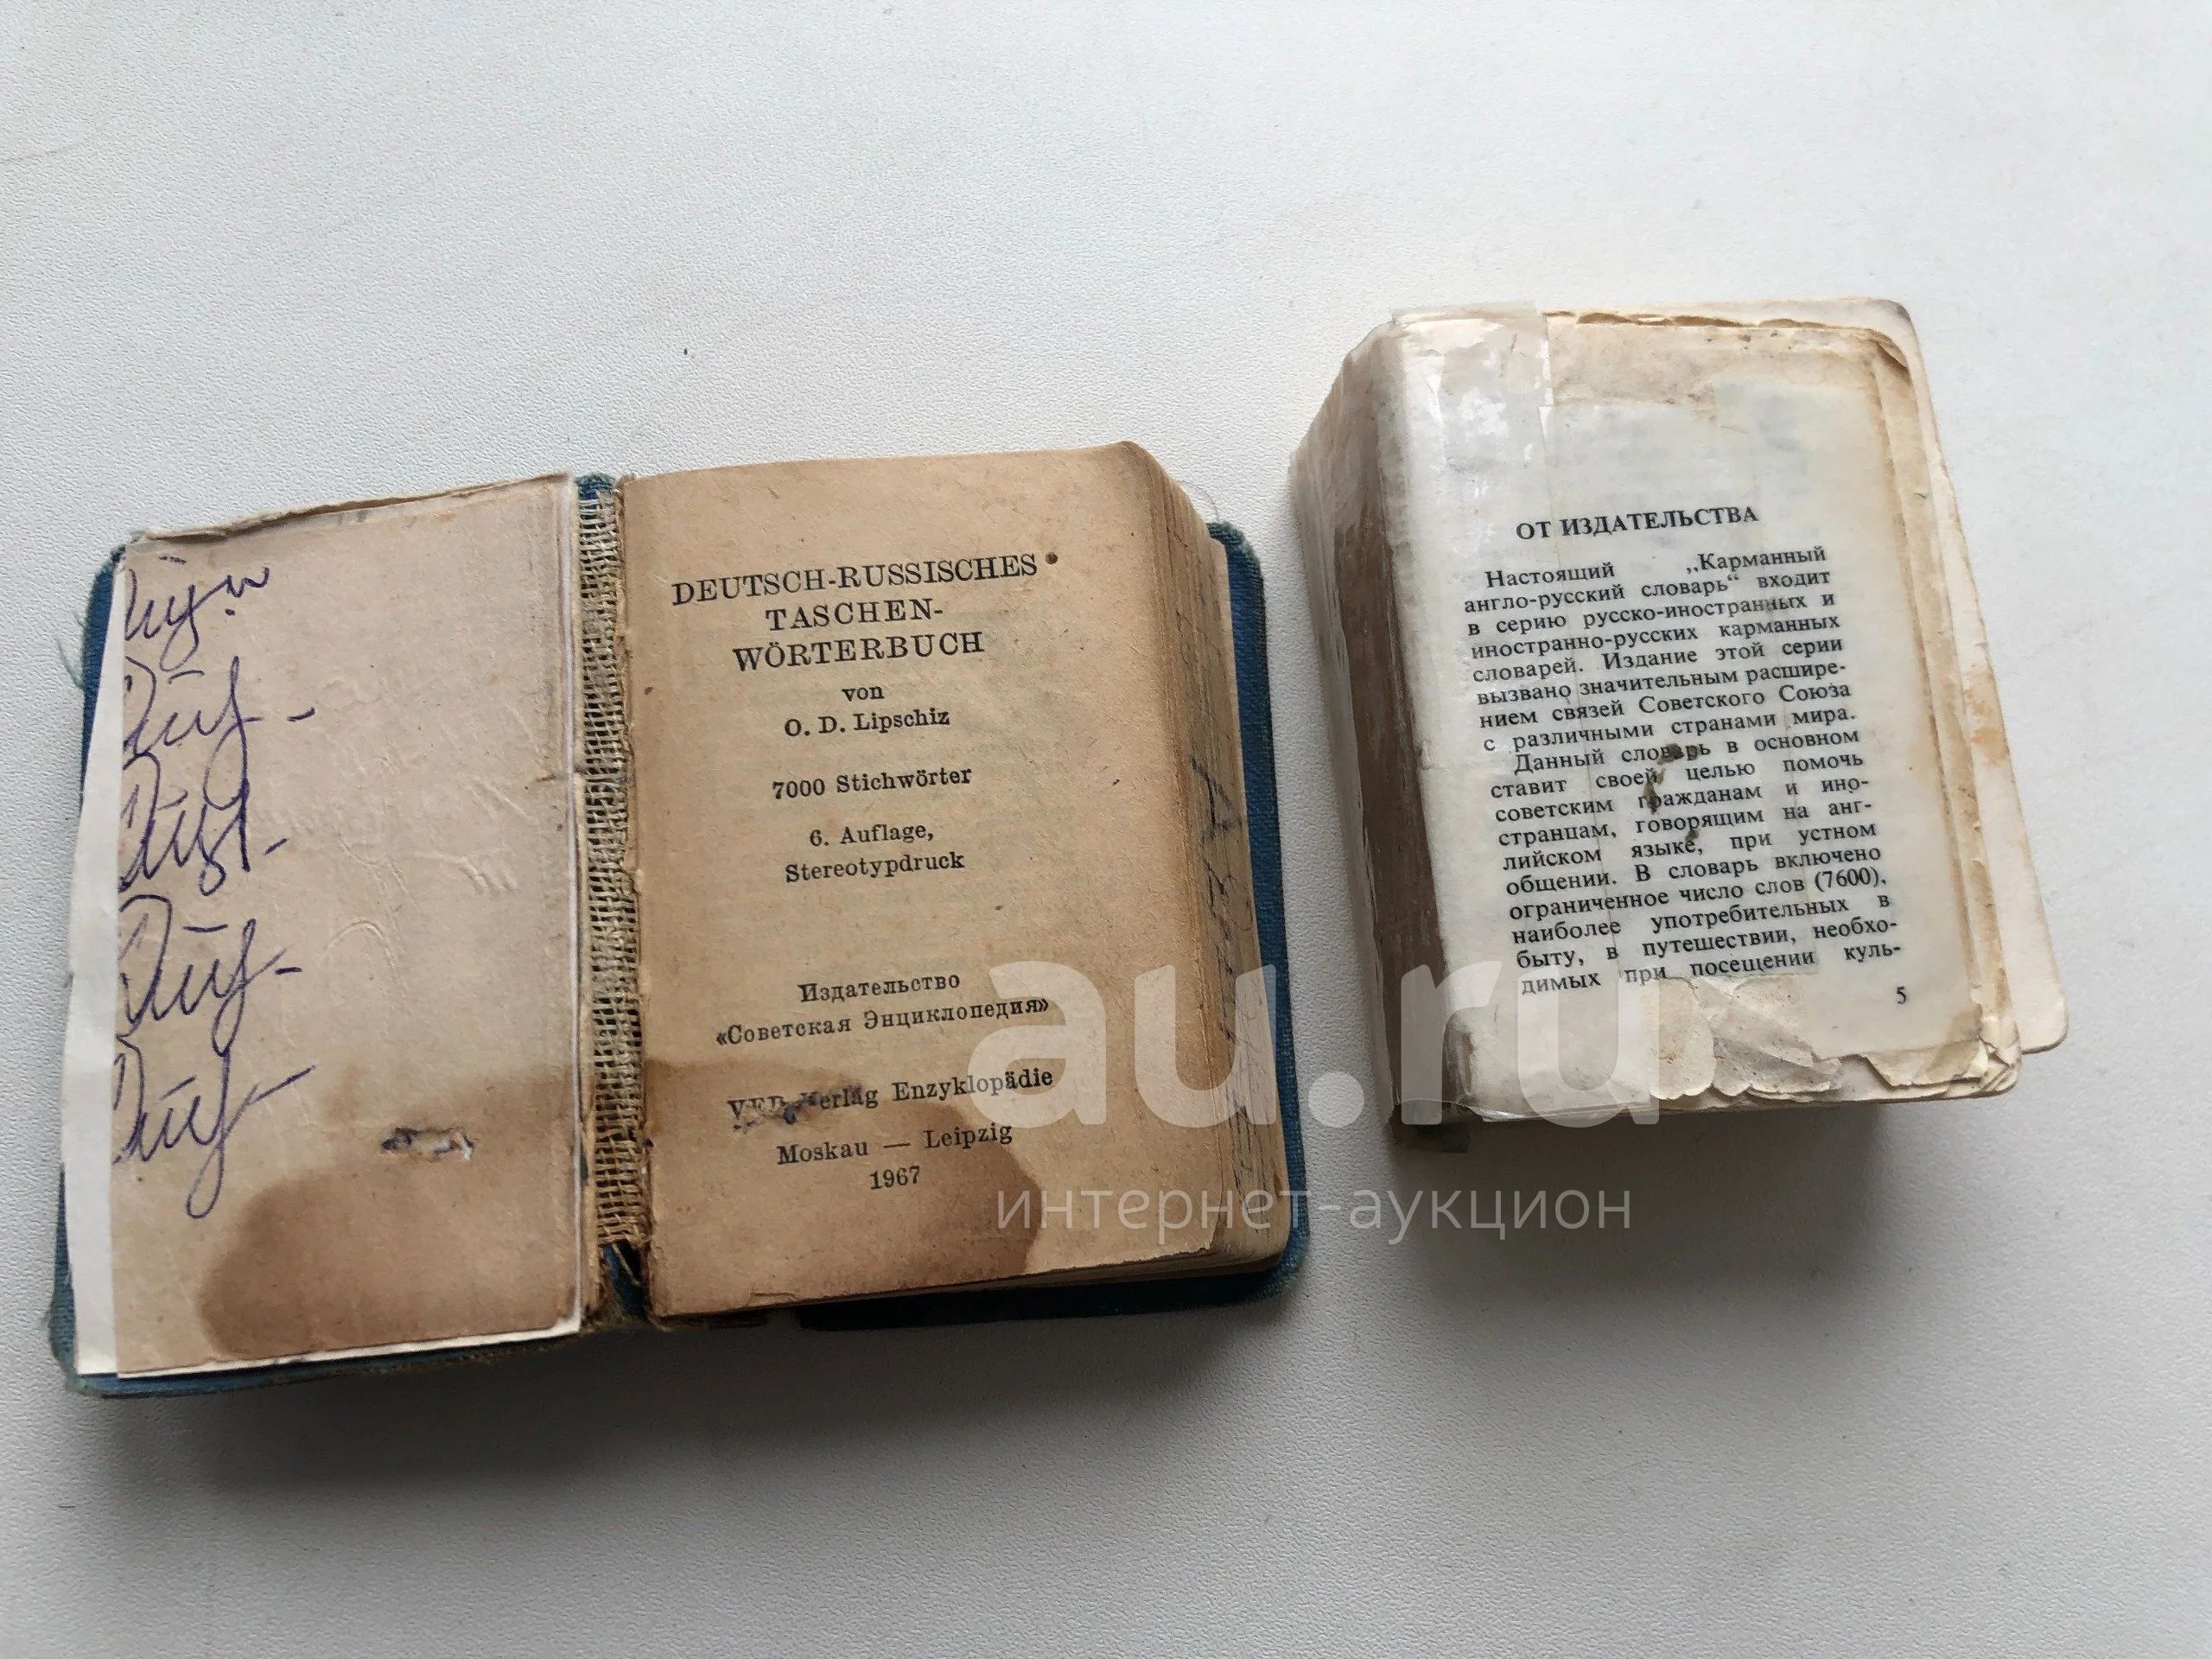 DEUTSCH-RUSSISCHES
TASCHEN-
WÖRTERBUCH
von
O. D. Lipschiz
7000 Stichwörter
6. Auflage,
Stereotypdruck
Издательство
«Советская Энциклопедия»
VEB Verlag Enzyklopädie
Moskau — Leipzig
1967
ОТ ИЗДАТЕЛЬСТВА
Настоящий „Карманный
англо-русский словарь“ входит
в серию русско-иностранных и
иностранно-русских карманных
словарей. Издание этой серии
вызвано значительным расшире-
нием связей Советского Союза
с различными странами мира.
Данный словарь в основном
ставит своей целью помочь
советским гражданам и ино-
странцам, говорящим на анг-
лийском языке, при устном
общении. В словарь включено
ограниченное число слов (7600),
наиболее употребительных в
быту, в путешествии, необхо-
димых при посещении куль-
5
au.ru
интернет-аукцион